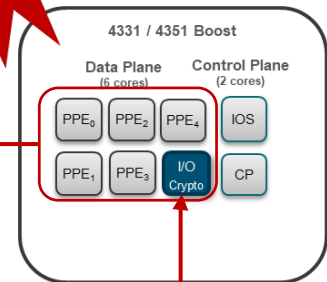 4331 / 4351 Boost
Data Plane
(6 cores)
Control Plane
(2 cores)
PPE₀ PPE₂ PPE₄ IOS
PPE₁ PPE₃ I/O Crypto CP